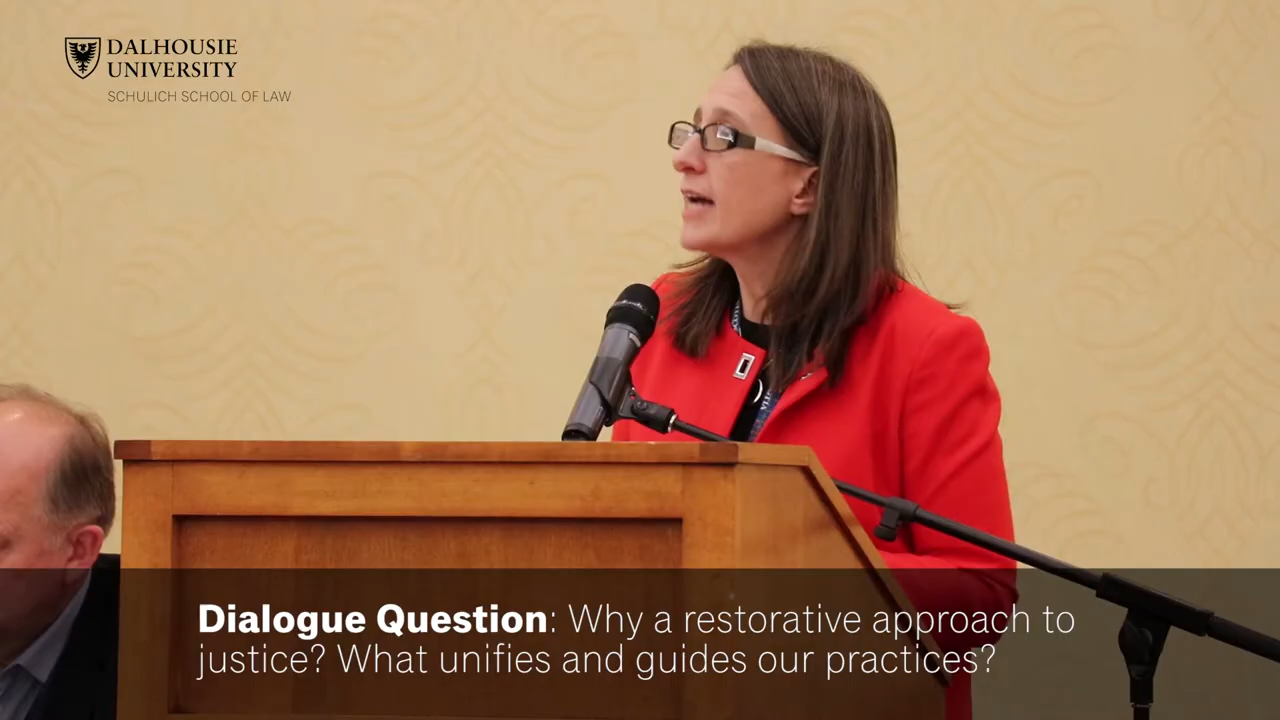 DALHOUSIE
UNIVERSITY
SCHULICH SCHOOL OF LAW
Dialogue Question: Why a restorative approach to
justice? What unifies and guides our practices?